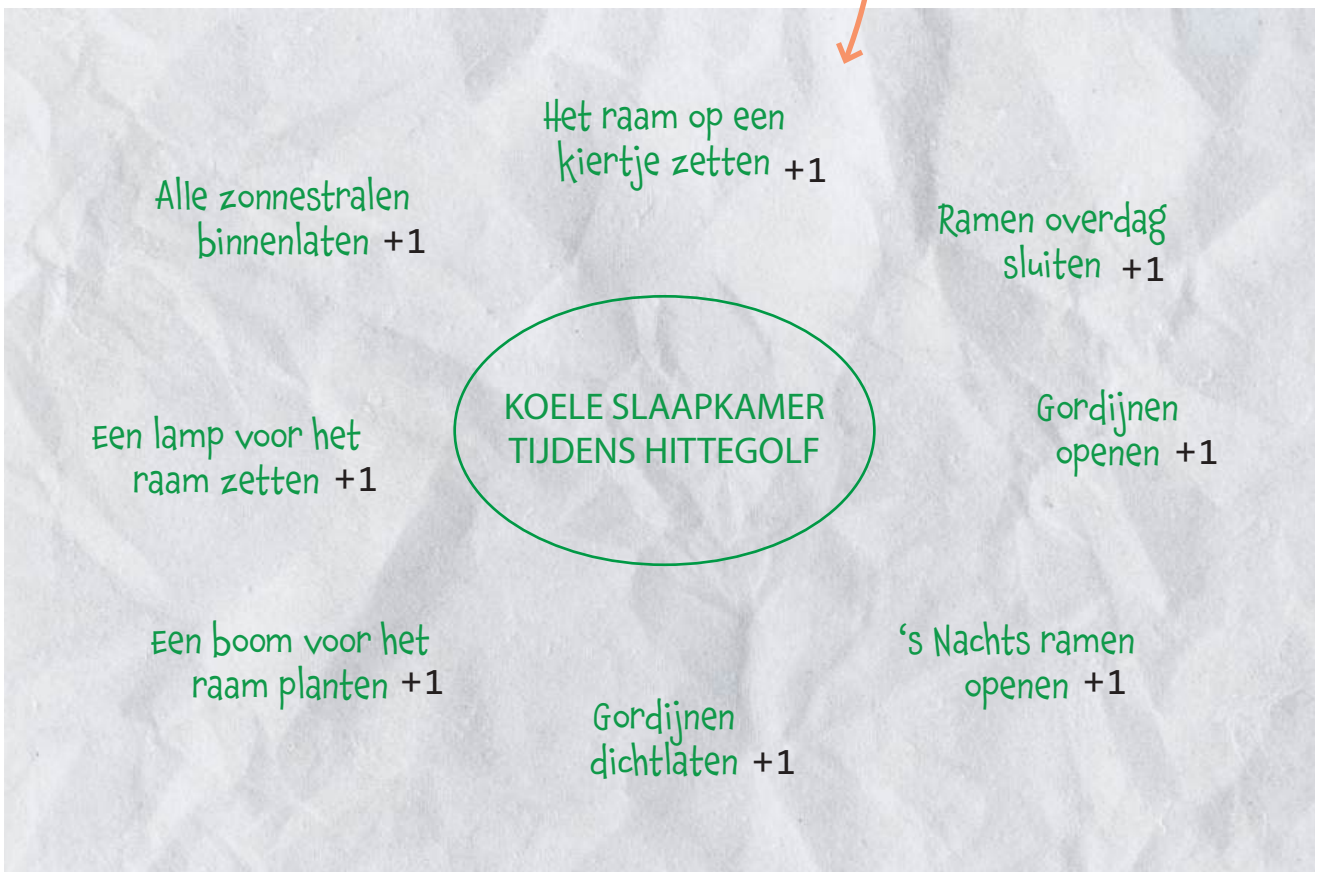 Het raam op een
kiertje zetten +1
Alle zonnestralen
binnenlaten +1
Ramen overdag
sluiten +1
KOELE SLAAPKAMER
TIJDENS HITTEGOLF
Een lamp voor het
raam zetten +1
Gordijnen
openen +1
Een boom voor het
raam planten +1
‘s Nachts ramen
openen +1
Gordijnen
dichtlaten +1